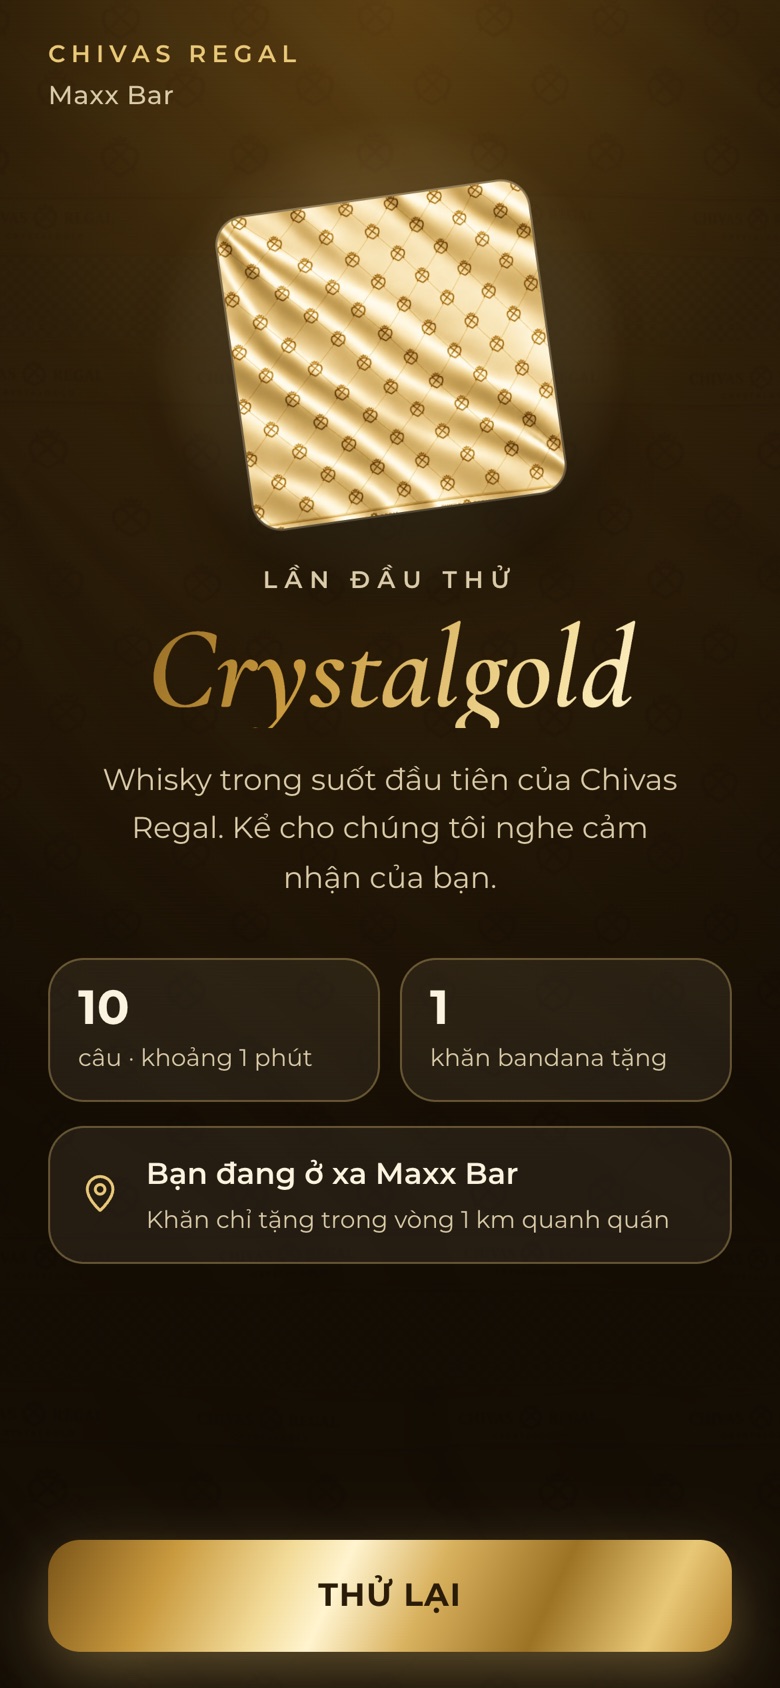 CHIVAS REGAL
Maxx Bar
LẦN ĐẦU THỬ
Crystalgold
Whisky trong suốt đầu tiên của Chivas
Regal. Kể cho chúng tôi nghe cảm
nhận của bạn.
10
câu · khoảng 1 phút
1
khăn bandana tặng
Bạn đang ở xa Maxx Bar
Khăn chỉ tặng trong vòng 1 km quanh quán
THỬ LẠI